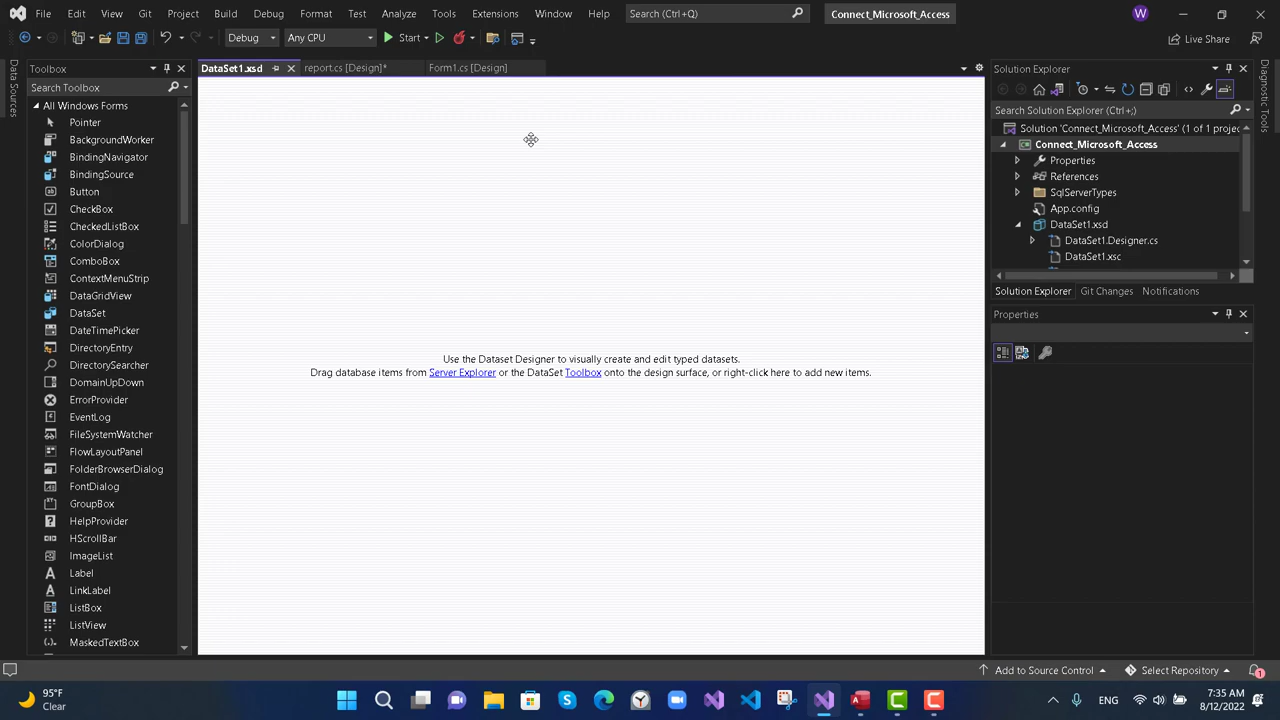 File Edit View Git Project Build Debug Format Test Analyze Tools Extensions Window Help Search (Ctrl+Q) Connect_Microsoft_Access W
Debug Any CPU Start Live Share
Data Sources
Toolbox
Search Toolbox
All Windows Forms
Pointer
BackgroundWorker
BindingNavigator
BindingSource
Button
CheckBox
CheckedListBox
ColorDialog
ComboBox
ContextMenuStrip
DataGridView
DataSet
DateTimePicker
DirectoryEntry
DirectorySearcher
DomainUpDown
ErrorProvider
EventLog
FileSystemWatcher
FlowLayoutPanel
FolderBrowserDialog
FontDialog
GroupBox
HelpProvider
HScrollBar
ImageList
Label
LinkLabel
ListBox
ListView
MaskedTextBox
DataSet1.xsd report.cs [Design]* Form1.cs [Design]
Use the Dataset Designer to visually create and edit typed datasets.
Drag database items from Server Explorer or the DataSet Toolbox onto the design surface, or right-click here to add new items.
Solution Explorer
Search Solution Explorer (Ctrl+;)
Solution 'Connect_Microsoft_Access' (1 of 1 projec
Connect_Microsoft_Access
Properties
References
SqlServerTypes
App.config
DataSet1.xsd
DataSet1.Designer.cs
DataSet1.xsc
Solution Explorer Git Changes Notifications
Properties
Diagnostic Tools
Add to Source Control Select Repository 1
95°F
Clear
ENG
7:35 AM
8/12/2022